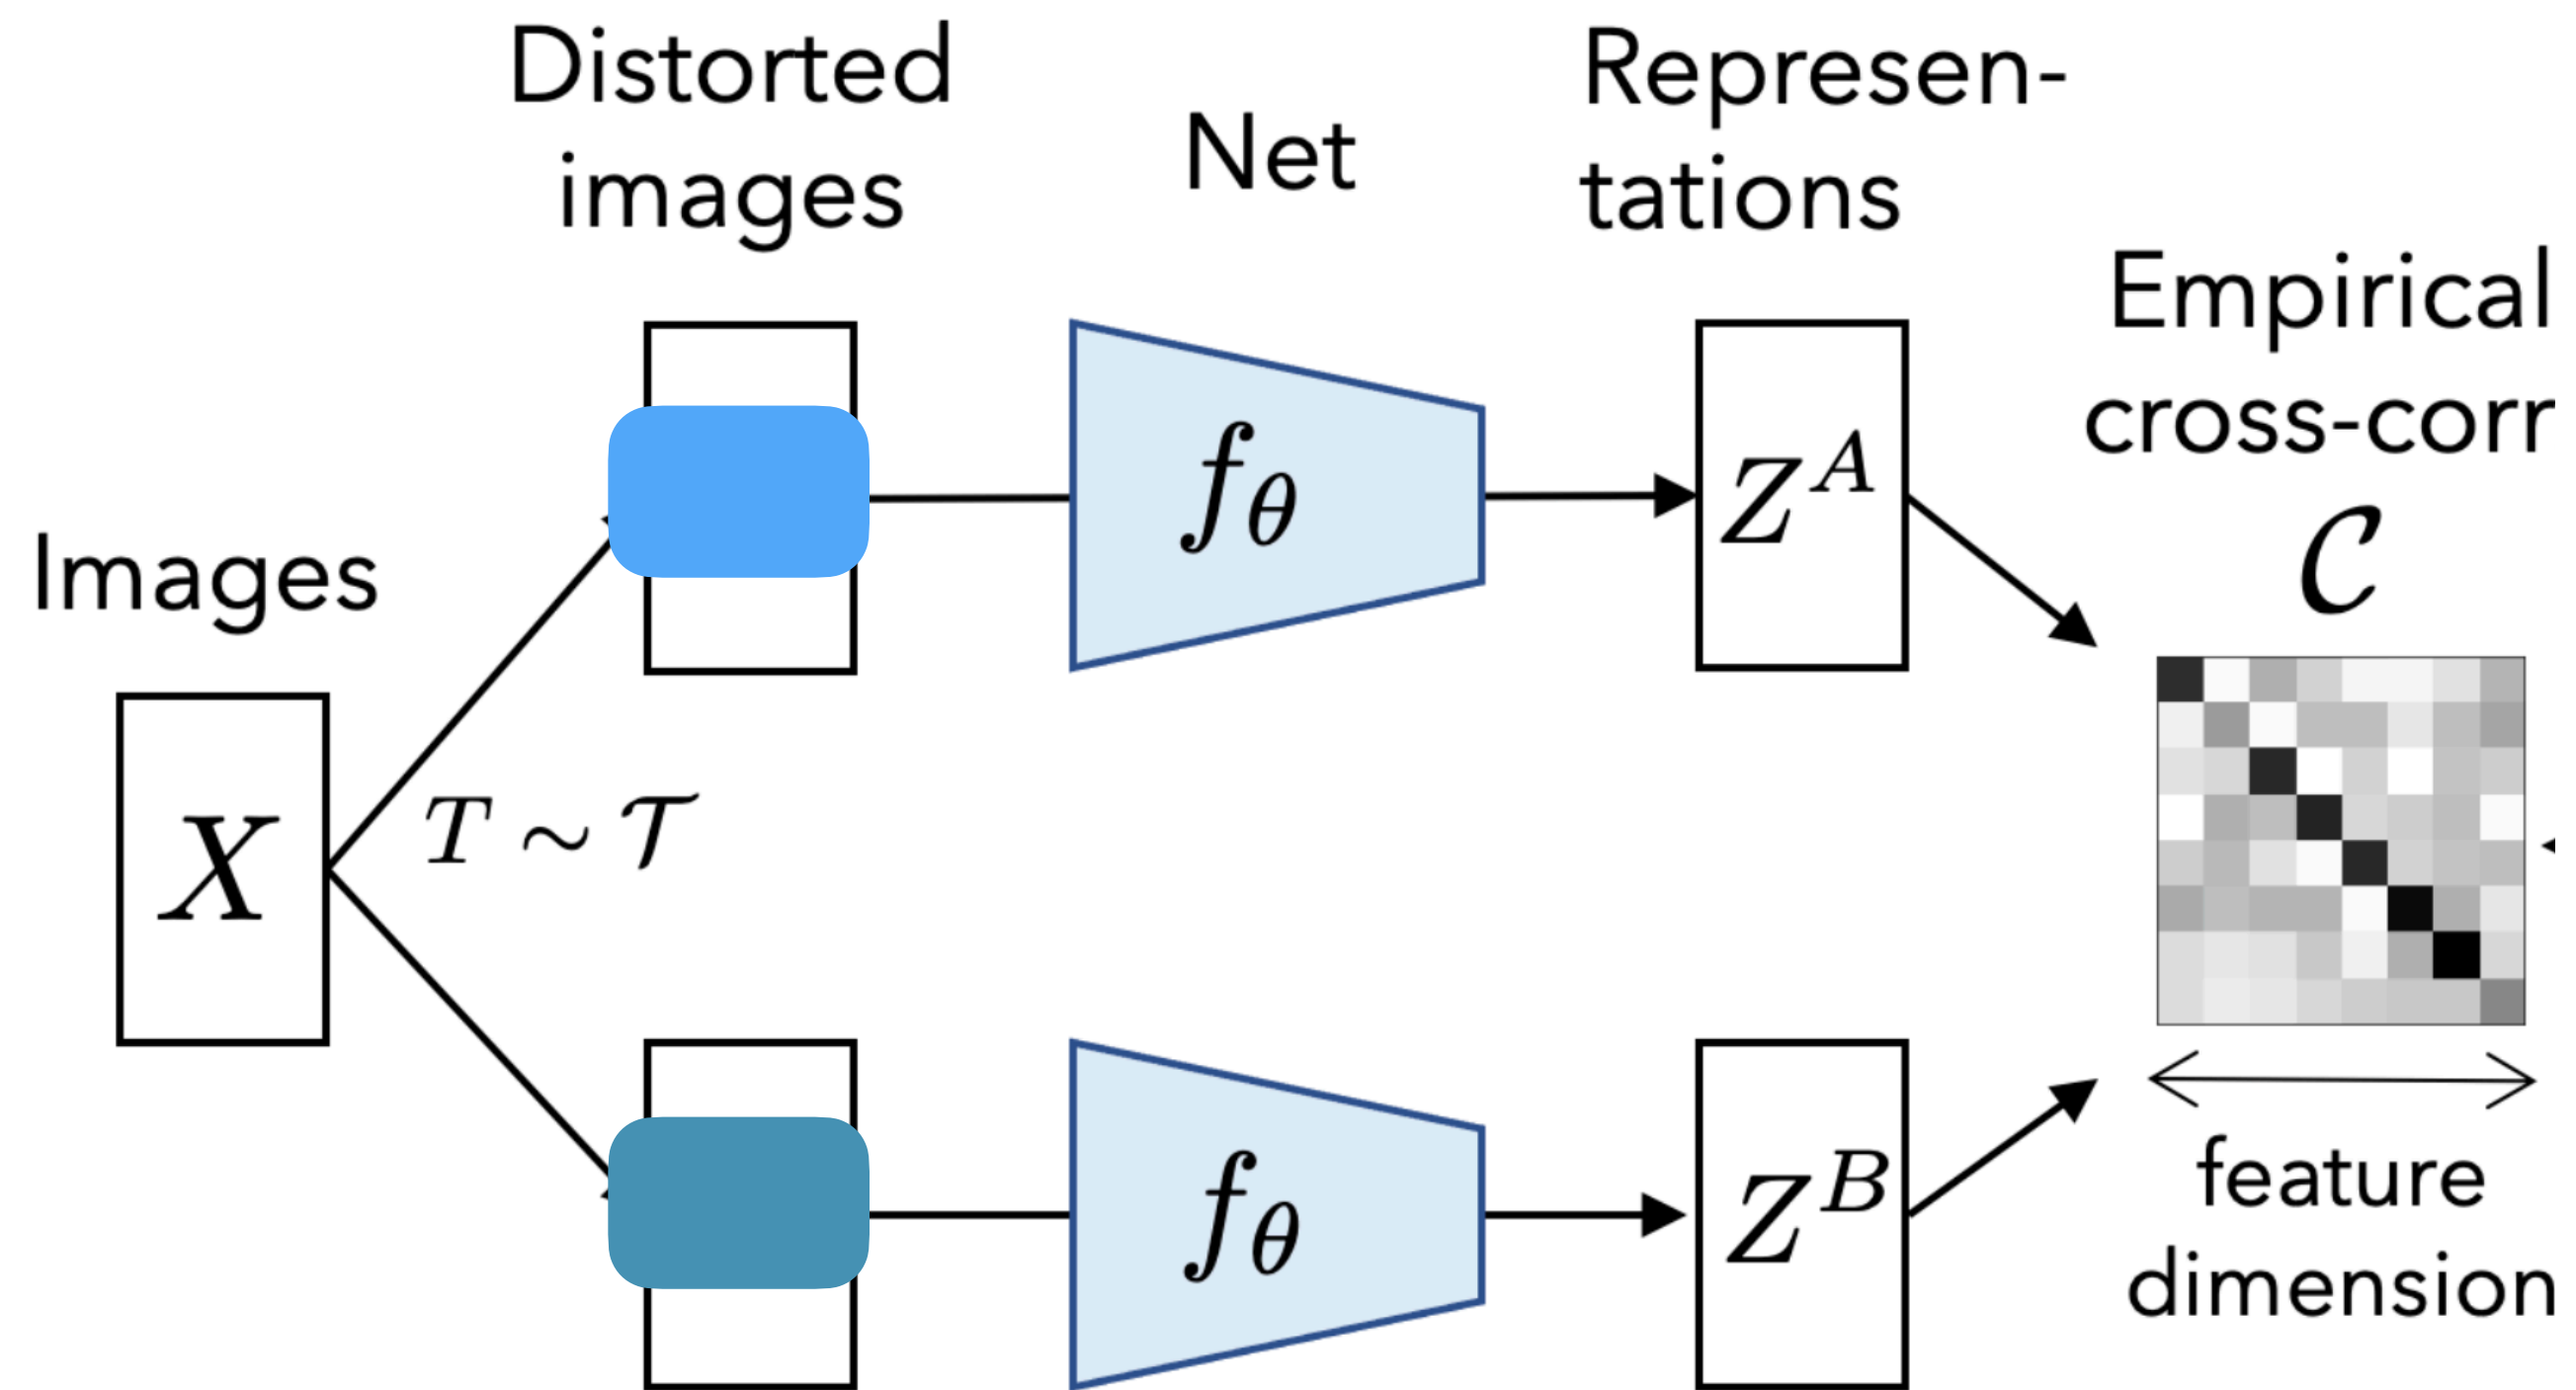 Distorted
images
Net
Represen-
tations
Empirical
cross-corr
Images
X
T ~ 𝒯
f_θ
Z^A
𝒞
f_θ
Z^B
feature
dimension